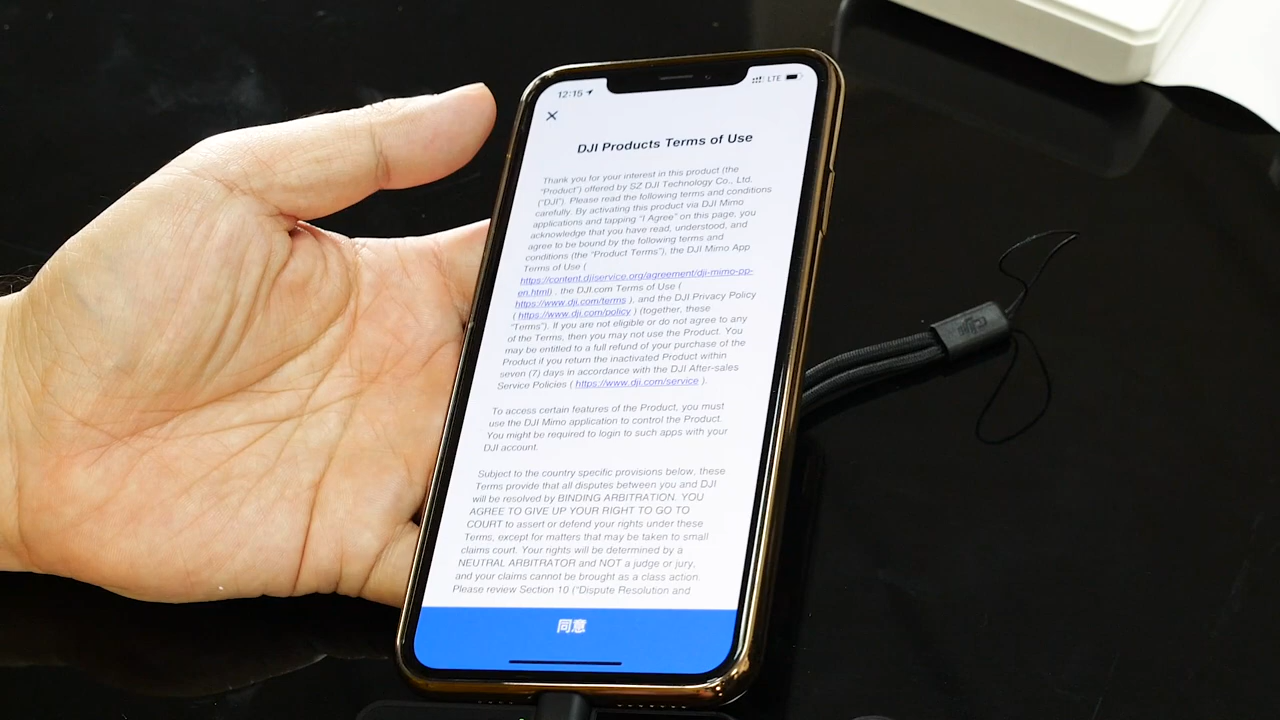 12:15
LTE
DJI Products Terms of Use
Thank you for your interest in this product (the
"Product") offered by SZ DJI Technology Co., Ltd.
("DJI"). Please read the following terms and conditions
carefully. By activating this product via DJI Mimo
applications and tapping "I Agree" on this page, you
acknowledge that you have read, understood, and
agree to be bound by the following terms and
conditions (the "Product Terms"), the DJI Mimo App
Terms of Use (
https://content.djiservice.org/agreement/dji-mimo-pp-
en.html) , the DJI.com Terms of Use (
https://www.dji.com/terms ), and the DJI Privacy Policy
( https://www.dji.com/policy ) (together, these
"Terms"). If you are not eligible or do not agree to any
of the Terms, then you may not use the Product. You
may be entitled to a full refund of your purchase of the
Product if you return the inactivated Product within
seven (7) days in accordance with the DJI After-sales
Service Policies ( https://www.dji.com/service ).
To access certain features of the Product, you must
use the DJI Mimo application to control the Product.
You might be required to login to such apps with your
DJI account.
Subject to the country specific provisions below, these
Terms provide that all disputes between you and DJI
will be resolved by BINDING ARBITRATION. YOU
AGREE TO GIVE UP YOUR RIGHT TO GO TO
COURT to assert or defend your rights under these
Terms, except for matters that may be taken to small
claims court. Your rights will be determined by a
NEUTRAL ARBITRATOR and NOT a judge or jury,
and your claims cannot be brought as a class action.
Please review Section 10 ("Dispute Resolution and
同意
dji